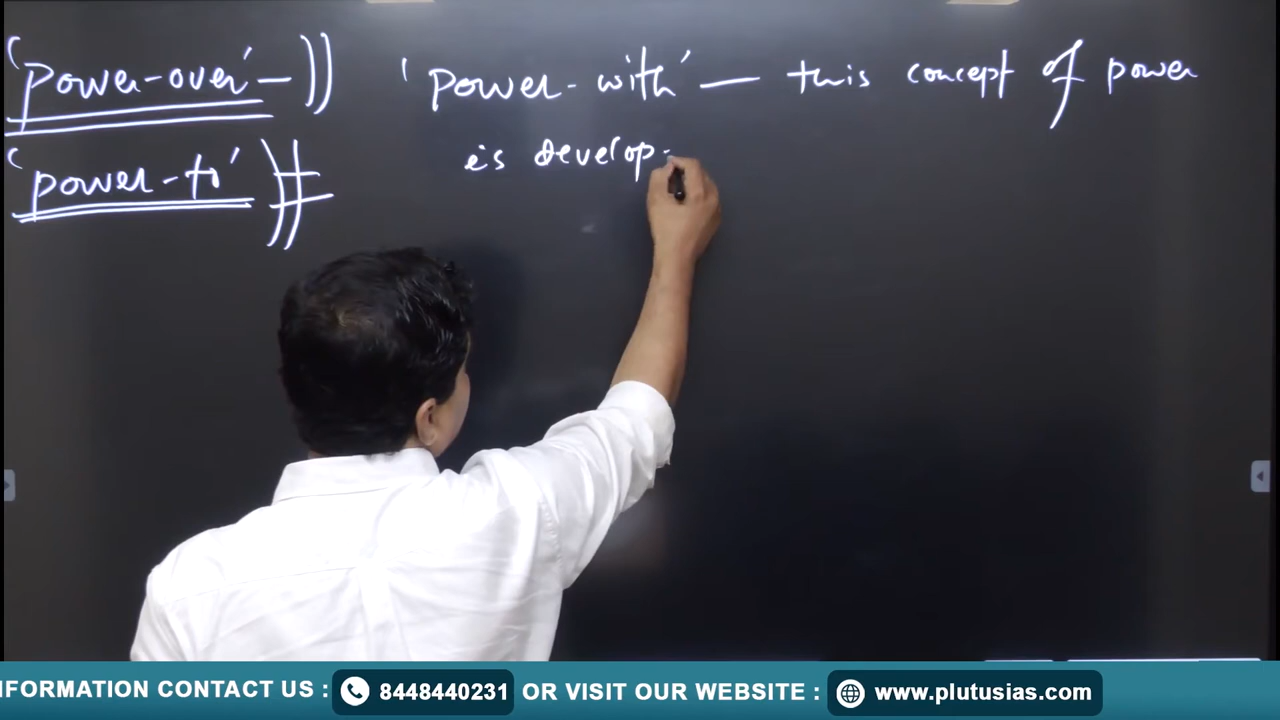 'Power-over' - 'Power-with' — this concept of power
'power-to' is develop-
NFORMATION CONTACT US : 8448440231 OR VISIT OUR WEBSITE : www.plutusias.com